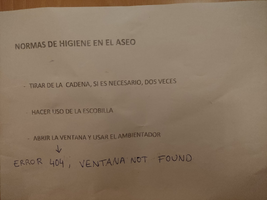 NORMAS DE HIGIENE EN EL ASEO
- TIRAR DE LA CADENA, SI ES NECESARIO, DOS VECES
HACER USO DE LA ESCOBILLA
- ABRIR LA VENTANA Y USAR EL AMBIENTADOR
ERROR 404, VENTANA NOT FOUND